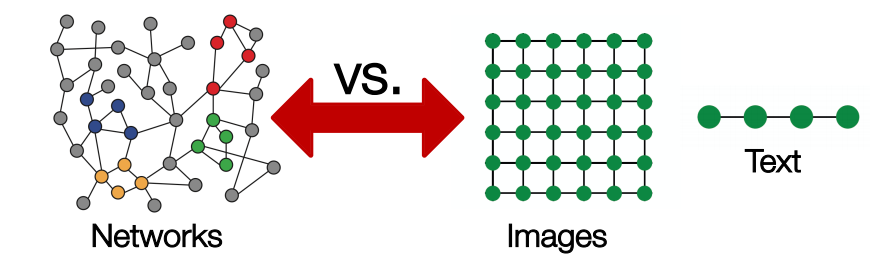 vs.
Networks
Images
Text